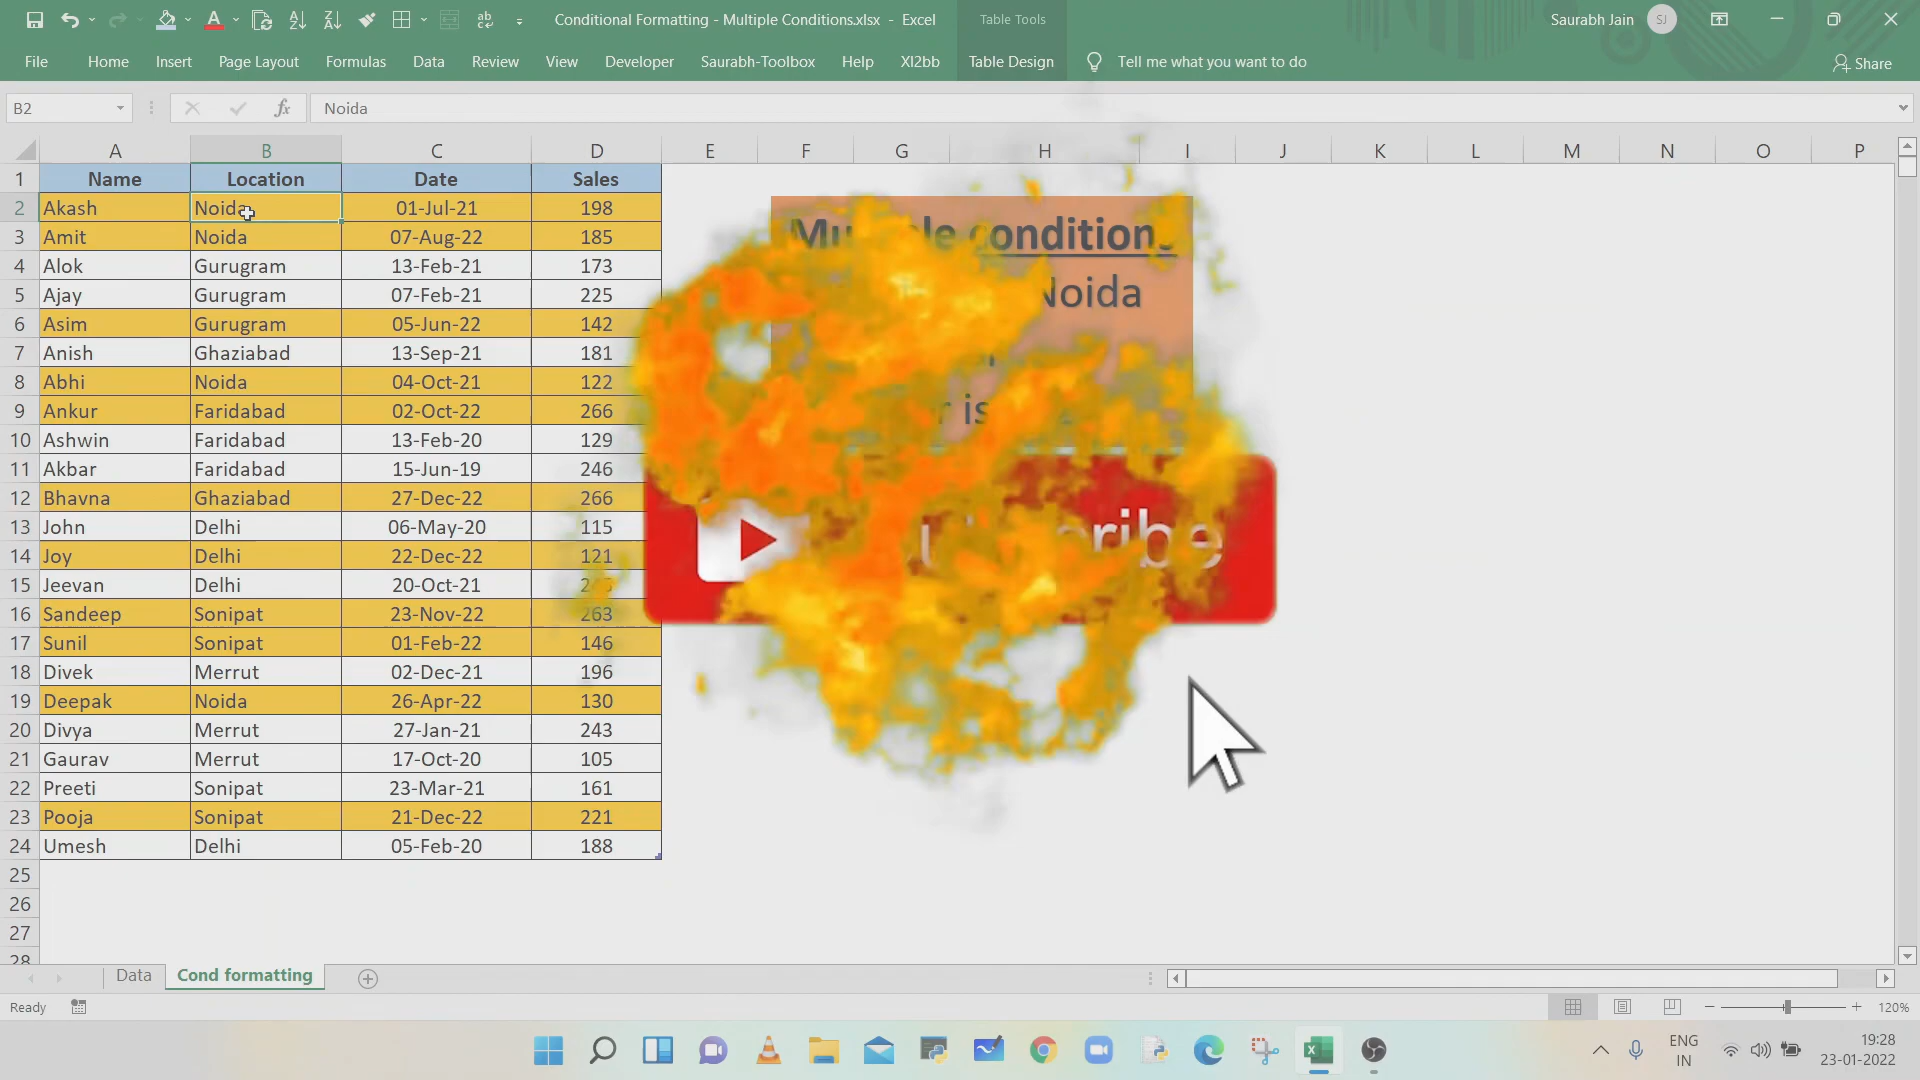 Conditional Formatting - Multiple Conditions.xlsx - Excel
Table Tools
Saurabh Jain
SJ
File Home Insert Page Layout Formulas Data Review View Developer Saurabh-Toolbox Help Xl2bb Table Design Tell me what you want to do Share
B2 fx Noida
A B C D E F G H I J K L M N O P
1 Name Location Date Sales
2 Akash Noida 01-Jul-21 198
3 Amit Noida 07-Aug-22 185
4 Alok Gurugram 13-Feb-21 173
5 Ajay Gurugram 07-Feb-21 225
6 Asim Gurugram 05-Jun-22 142
7 Anish Ghaziabad 13-Sep-21 181
8 Abhi Noida 04-Oct-21 122
9 Ankur Faridabad 02-Oct-22 266
10 Ashwin Faridabad 13-Feb-20 129
11 Akbar Faridabad 15-Jun-19 246
12 Bhavna Ghaziabad 27-Dec-22 266
13 John Delhi 06-May-20 115
14 Joy Delhi 22-Dec-22 121
15 Jeevan Delhi 20-Oct-21
16 Sandeep Sonipat 23-Nov-22 263
17 Sunil Sonipat 01-Feb-22 146
18 Divek Merrut 02-Dec-21 196
19 Deepak Noida 26-Apr-22 130
20 Divya Merrut 27-Jan-21 243
21 Gaurav Merrut 17-Oct-20 105
22 Preeti Sonipat 23-Mar-21 161
23 Pooja Sonipat 21-Dec-22 221
24 Umesh Delhi 05-Feb-20 188
25
26
27
28
conditions
Noida
is
Data Cond formatting
Ready
120%
ENG
IN
19:28
23-01-2022